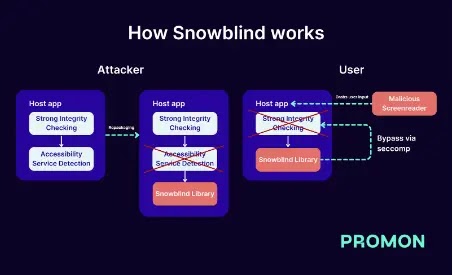 How Snowblind works
Attacker
User
Host app
Strong Integrity
Checking
Accessibility
Service Detection
Repackaging
Host app
Strong Integrity
Checking
Accessibility
Service Detection
Snowblind Library
Host app
Strong Integrity
Checking
Snowblind Library
Steals user input
Malicious
Screenreader
Bypass via
seccomp
PROMON